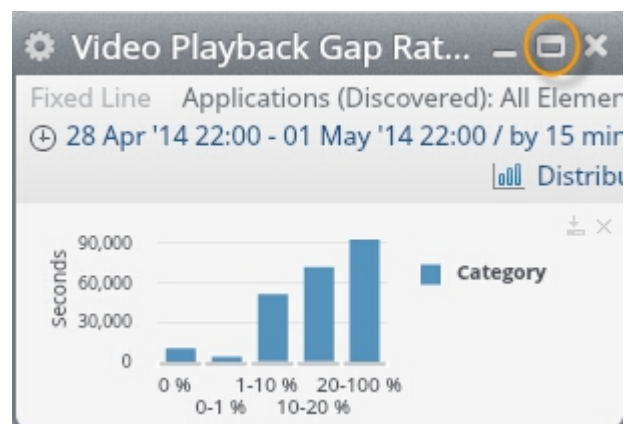 Video Playback Gap Rat...
Fixed Line Applications (Discovered): All Elemen
28 Apr '14 22:00 - 01 May '14 22:00 / by 15 min
Distribu
90,000
60,000
30,000
0
Seconds
Category
0 % 1-10 % 20-100 %
0-1 % 10-20 %